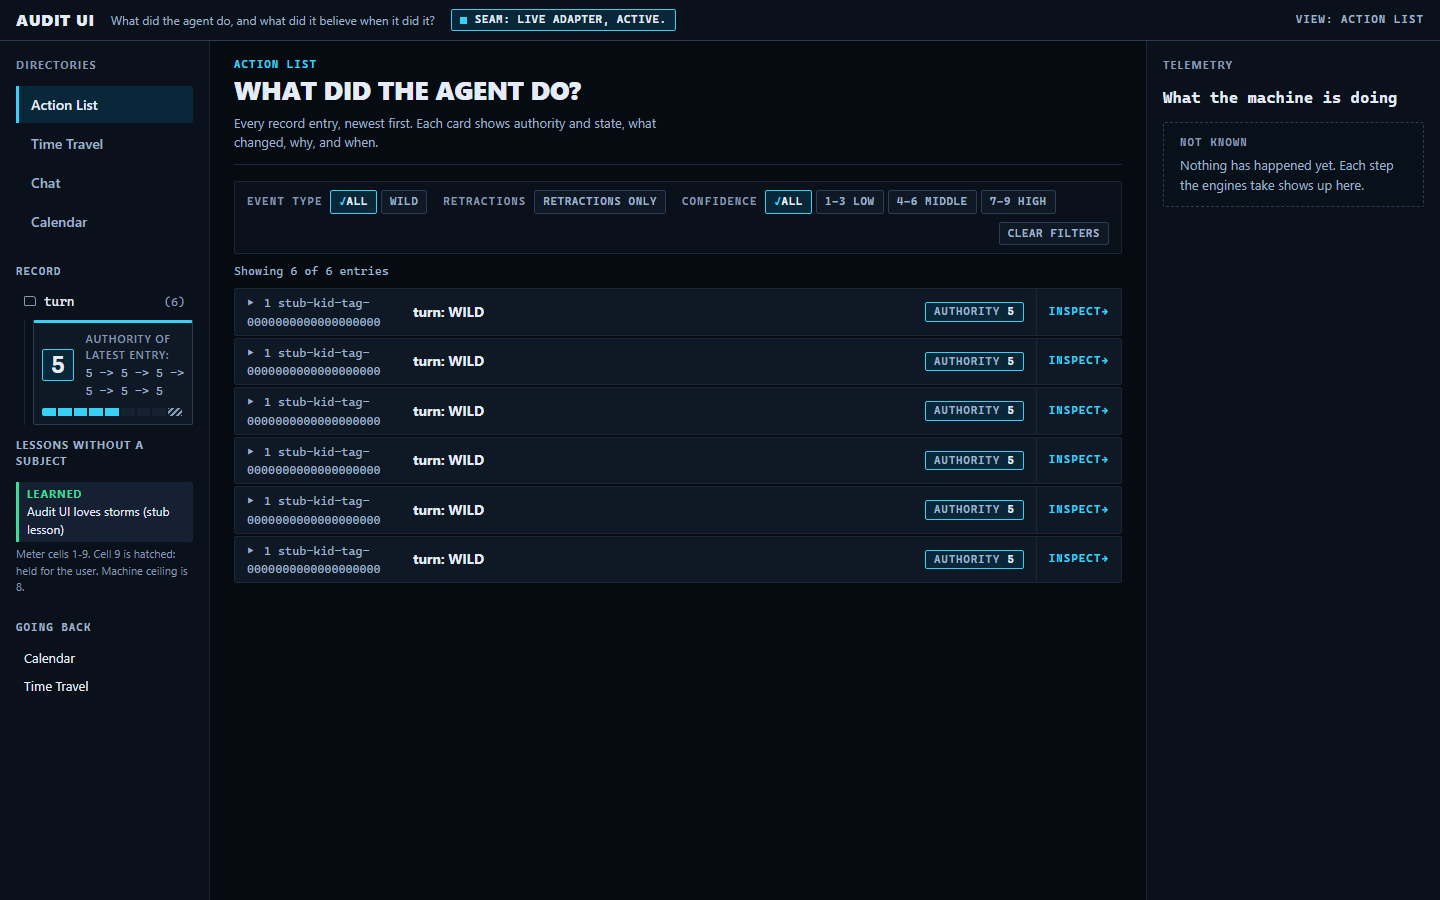 AUDIT UI
What did the agent do, and what did it believe when it did it?
SEAM: LIVE ADAPTER, ACTIVE.
VIEW: ACTION LIST
DIRECTORIES
Action List
Time Travel
Chat
Calendar
RECORD
turn (6)
5
AUTHORITY OF
LATEST ENTRY:
5 -> 5 -> 5 ->
5 -> 5 -> 5
LESSONS WITHOUT A
SUBJECT
LEARNED
Audit UI loves storms (stub
lesson)
Meter cells 1-9. Cell 9 is hatched:
held for the user. Machine ceiling is
8.
GOING BACK
Calendar
Time Travel
ACTION LIST
WHAT DID THE AGENT DO?
Every record entry, newest first. Each card shows authority and state, what
changed, why, and when.
EVENT TYPE ✓ALL WILD RETRACTIONS RETRACTIONS ONLY CONFIDENCE ✓ALL 1-3 LOW 4-6 MIDDLE 7-9 HIGH
CLEAR FILTERS
Showing 6 of 6 entries
▸ 1 stub-kid-tag-
0000000000000000000
turn: WILD
AUTHORITY 5
INSPECT→
▸ 1 stub-kid-tag-
0000000000000000000
turn: WILD
AUTHORITY 5
INSPECT→
▸ 1 stub-kid-tag-
0000000000000000000
turn: WILD
AUTHORITY 5
INSPECT→
▸ 1 stub-kid-tag-
0000000000000000000
turn: WILD
AUTHORITY 5
INSPECT→
▸ 1 stub-kid-tag-
0000000000000000000
turn: WILD
AUTHORITY 5
INSPECT→
▸ 1 stub-kid-tag-
0000000000000000000
turn: WILD
AUTHORITY 5
INSPECT→
TELEMETRY
What the machine is doing
NOT KNOWN
Nothing has happened yet. Each step
the engines take shows up here.